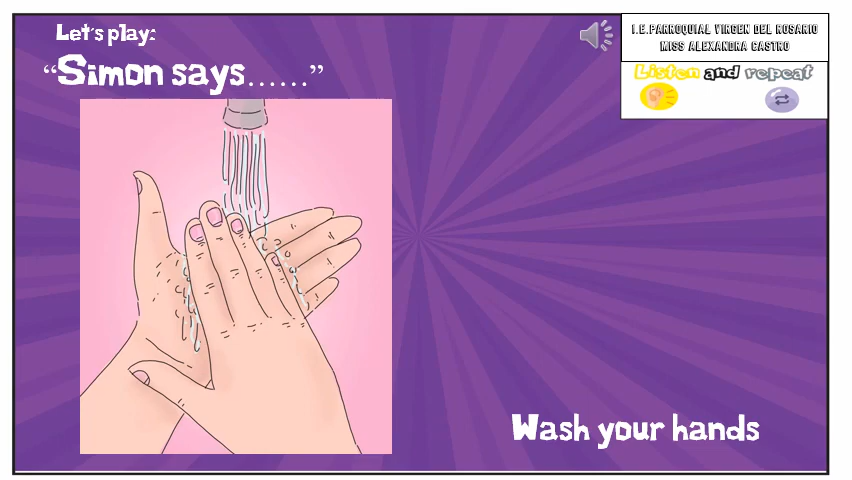 Let's play:
“Simon says……”
I.E.PARROQUIAL VIRGEN DEL ROSARIO
MISS ALEXANDRA CASTRO
Listen and repeat
Wash your hands